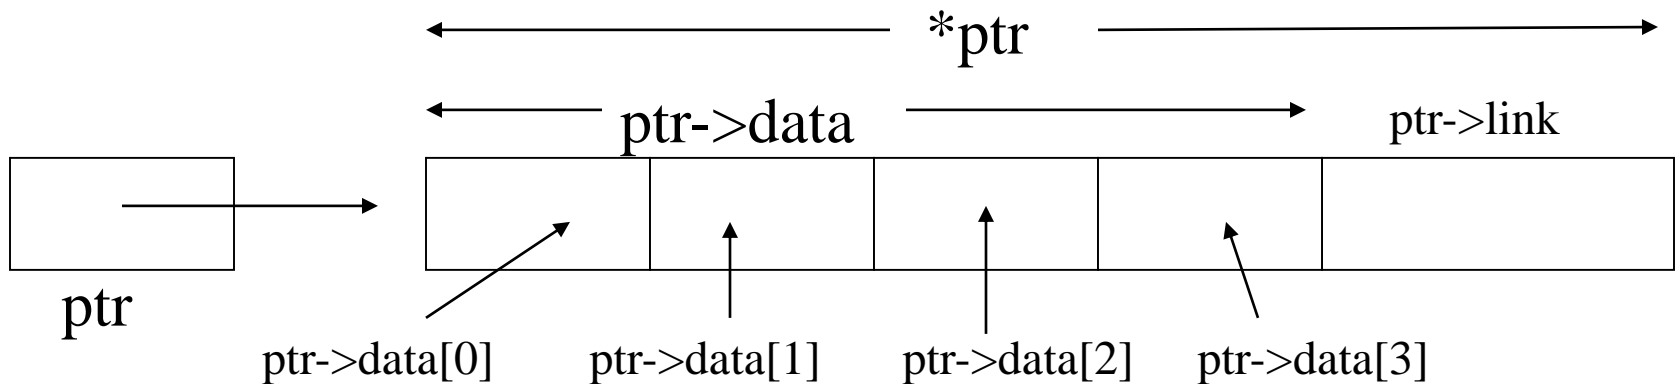 *ptr
ptr->data
ptr->link
ptr
ptr->data[0]
ptr->data[1]
ptr->data[2]
ptr->data[3]